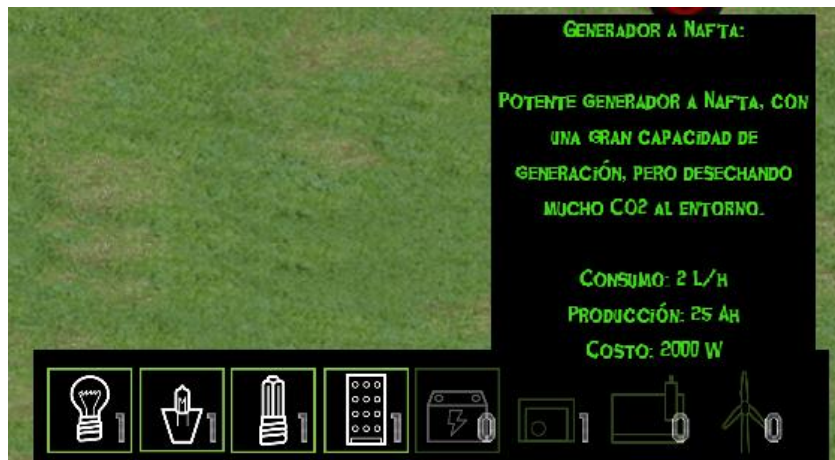 Generador a Nafta:
Potente generador a Nafta, con
una gran capacidad de
generación, pero desechando
mucho CO2 al entorno.
Consumo: 2 L/h
Producción: 25 Ah
Costo: 2000 W
1 1 1 1 0 1 0 0